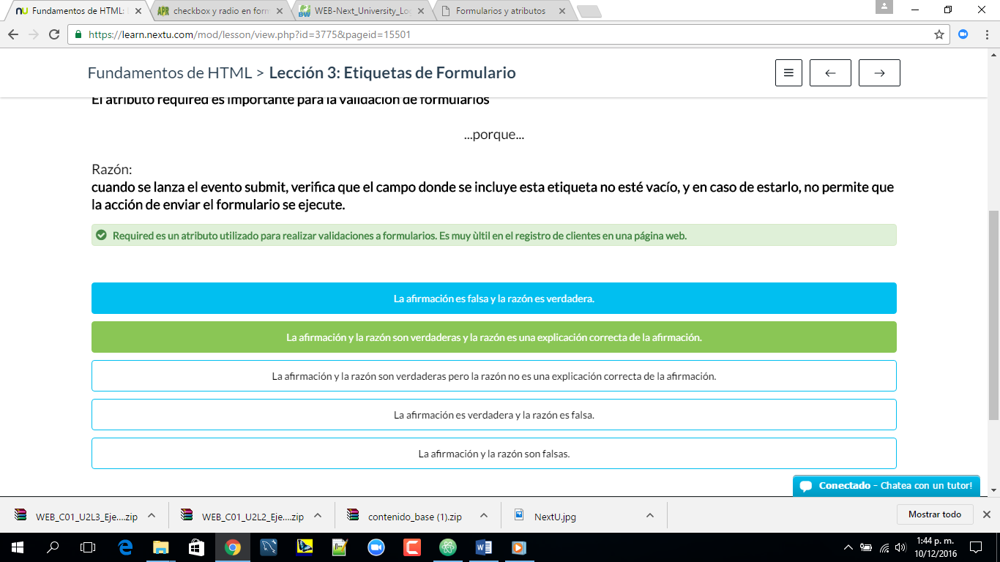 Fundamentos de HTML:
checkbox y radio en form
WEB-Next_University_Log
Formularios y atributos
https://learn.nextu.com/mod/lesson/view.php?id=3775&pageid=15501
Fundamentos de HTML > Lección 3: Etiquetas de Formulario
El atributo required es importante para la validación de formularios
...porque...
Razón:
cuando se lanza el evento submit, verifica que el campo donde se incluye esta etiqueta no esté vacío, y en caso de estarlo, no permite que
la acción de enviar el formulario se ejecute.
Required es un atributo utilizado para realizar validaciones a formularios. Es muy ùltil en el registro de clientes en una página web.
La afirmación es falsa y la razón es verdadera.
La afirmación y la razón son verdaderas y la razón es una explicación correcta de la afirmación.
La afirmación y la razón son verdaderas pero la razón no es una explicación correcta de la afirmación.
La afirmación es verdadera y la razón es falsa.
La afirmación y la razón son falsas.
Conectado - Chatea con un tutor!
WEB_C01_U2L3_Eje....zip
WEB_C01_U2L2_Eje....zip
contenido_base (1).zip
NextU.jpg
Mostrar todo
1:44 p. m.
10/12/2016